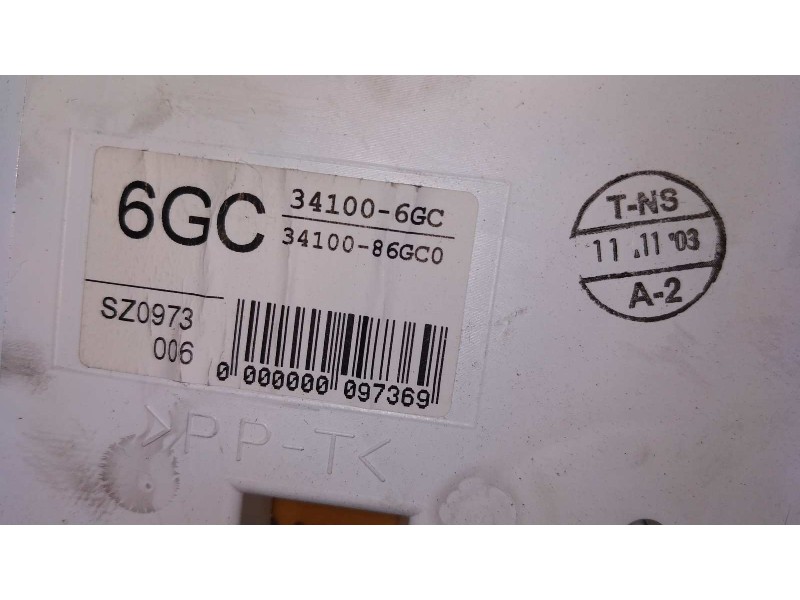 6GC
34100-6GC
34100-86GC0
SZ0973
006
0 000000 097369
T-NS
11 .11 '03
A-2
>PP-T<